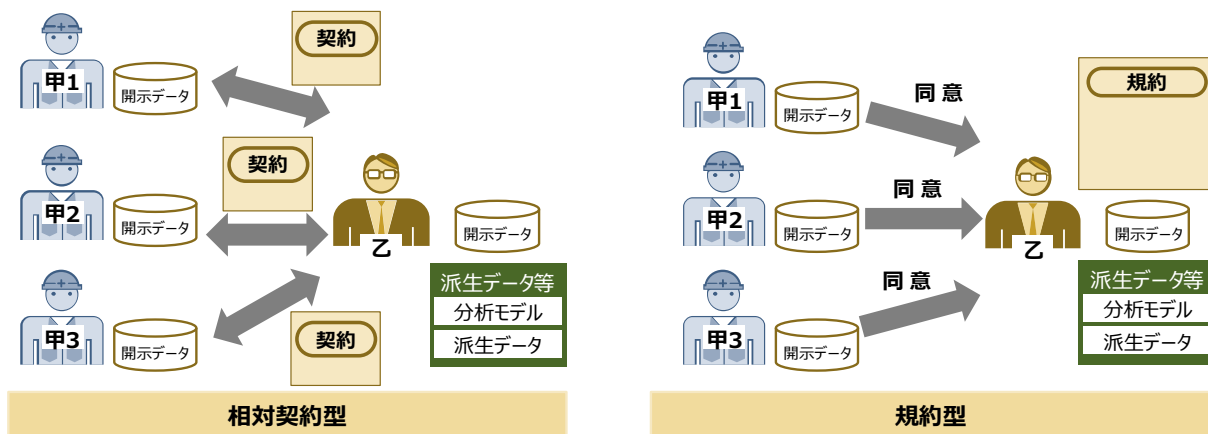 契約
甲1
開示データ
契約
甲2
開示データ
乙
開示データ
派生データ等
分析モデル
派生データ
甲3
開示データ
契約
相対契約型
規約
甲1
開示データ
同 意
甲2
開示データ
同 意
乙
開示データ
派生データ等
分析モデル
派生データ
甲3
開示データ
同 意
規約型